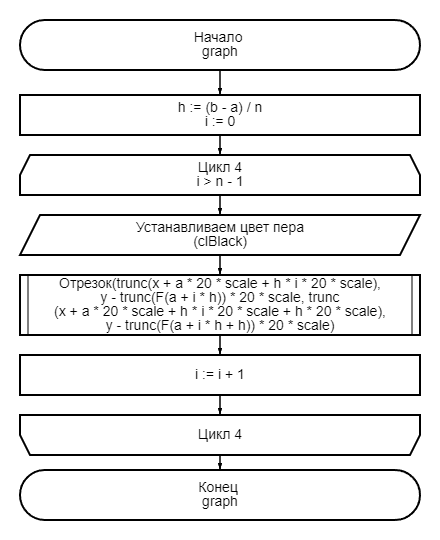 Начало
graph
h := (b - a) / n
i := 0
Цикл 4
i > n - 1
Устанавливаем цвет пера
(clBlack)
Отрезок(trunc(x + a * 20 * scale + h * i * 20 * scale),
y - trunc(F(a + i * h)) * 20 * scale, trunc
(x + a * 20 * scale + h * i * 20 * scale + h * 20 * scale),
y - trunc(F(a + i * h + h)) * 20 * scale)
i := i + 1
Цикл 4
Конец
graph